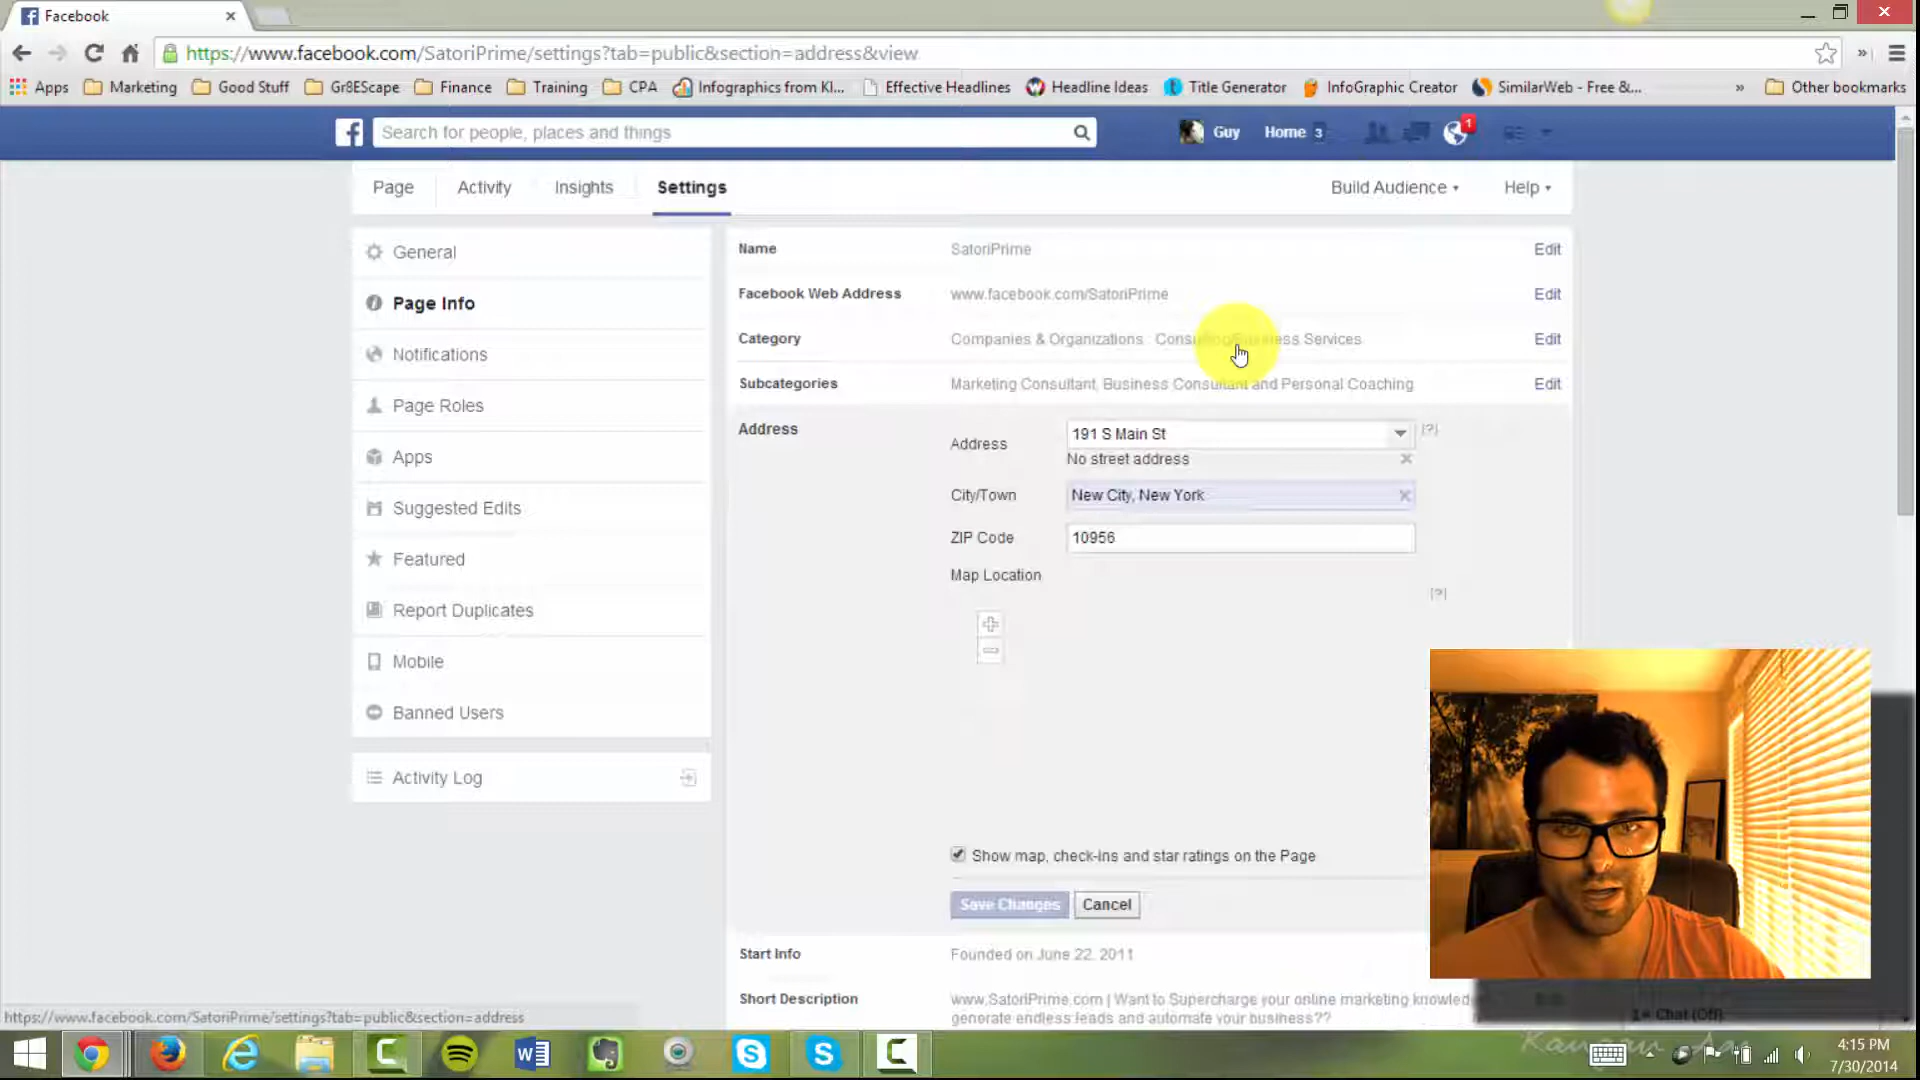 Facebook
https://www.facebook.com/SatoriPrime/settings?tab=public&section=address&view
Apps Marketing Good Stuff Gr8EScape Finance Training CPA Infographics from Kl... Effective Headlines Headline Ideas Title Generator InfoGraphic Creator SimilarWeb - Free &... » Other bookmarks
Search for people, places and things Guy Home 3 1
Page Activity Insights Settings Build Audience Help
General
Page Info
Notifications
Page Roles
Apps
Suggested Edits
Featured
Report Duplicates
Mobile
Banned Users
Activity Log
Name SatoriPrime Edit
Facebook Web Address www.facebook.com/SatoriPrime Edit
Category Companies & Organizations : Consulting/Business Services Edit
Subcategories Marketing Consultant, Business Consultant and Personal Coaching Edit
Address
Address 191 S Main St [?]
No street address
City/Town New City, New York
ZIP Code 10956
Map Location
[?]
Show map, check-ins and star ratings on the Page
Save Changes Cancel
Start Info Founded on June 22, 2011
Short Description www.SatoriPrime.com | Want to Supercharge your online marketing
generate endless leads and automate your business??
https://www.facebook.com/SatoriPrime/settings?tab=public&section=address
Chat (Off)
4:15 PM
7/30/2014